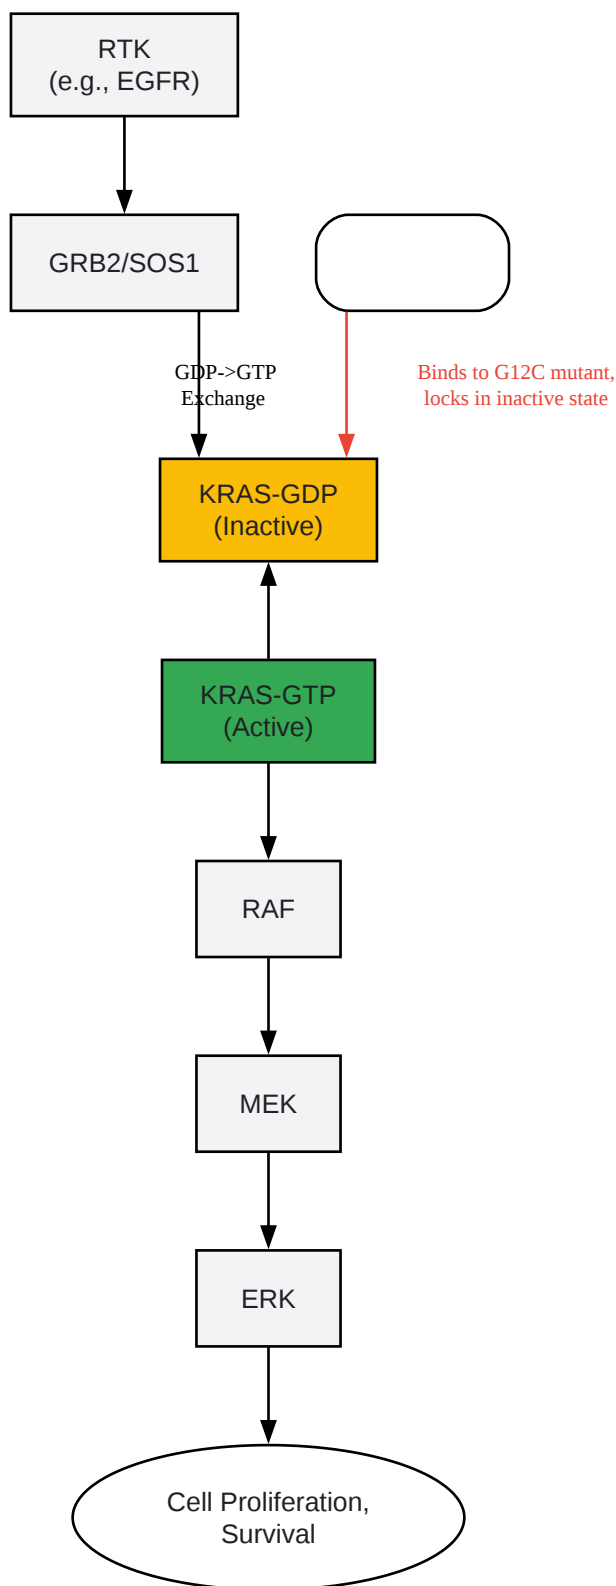 RTK
(e.g., EGFR)
GRB2/SOS1
GDP->GTP
Exchange
Binds to G12C mutant,
locks in inactive state
KRAS-GDP
(Inactive)
KRAS-GTP
(Active)
RAF
MEK
ERK
Cell Proliferation,
Survival